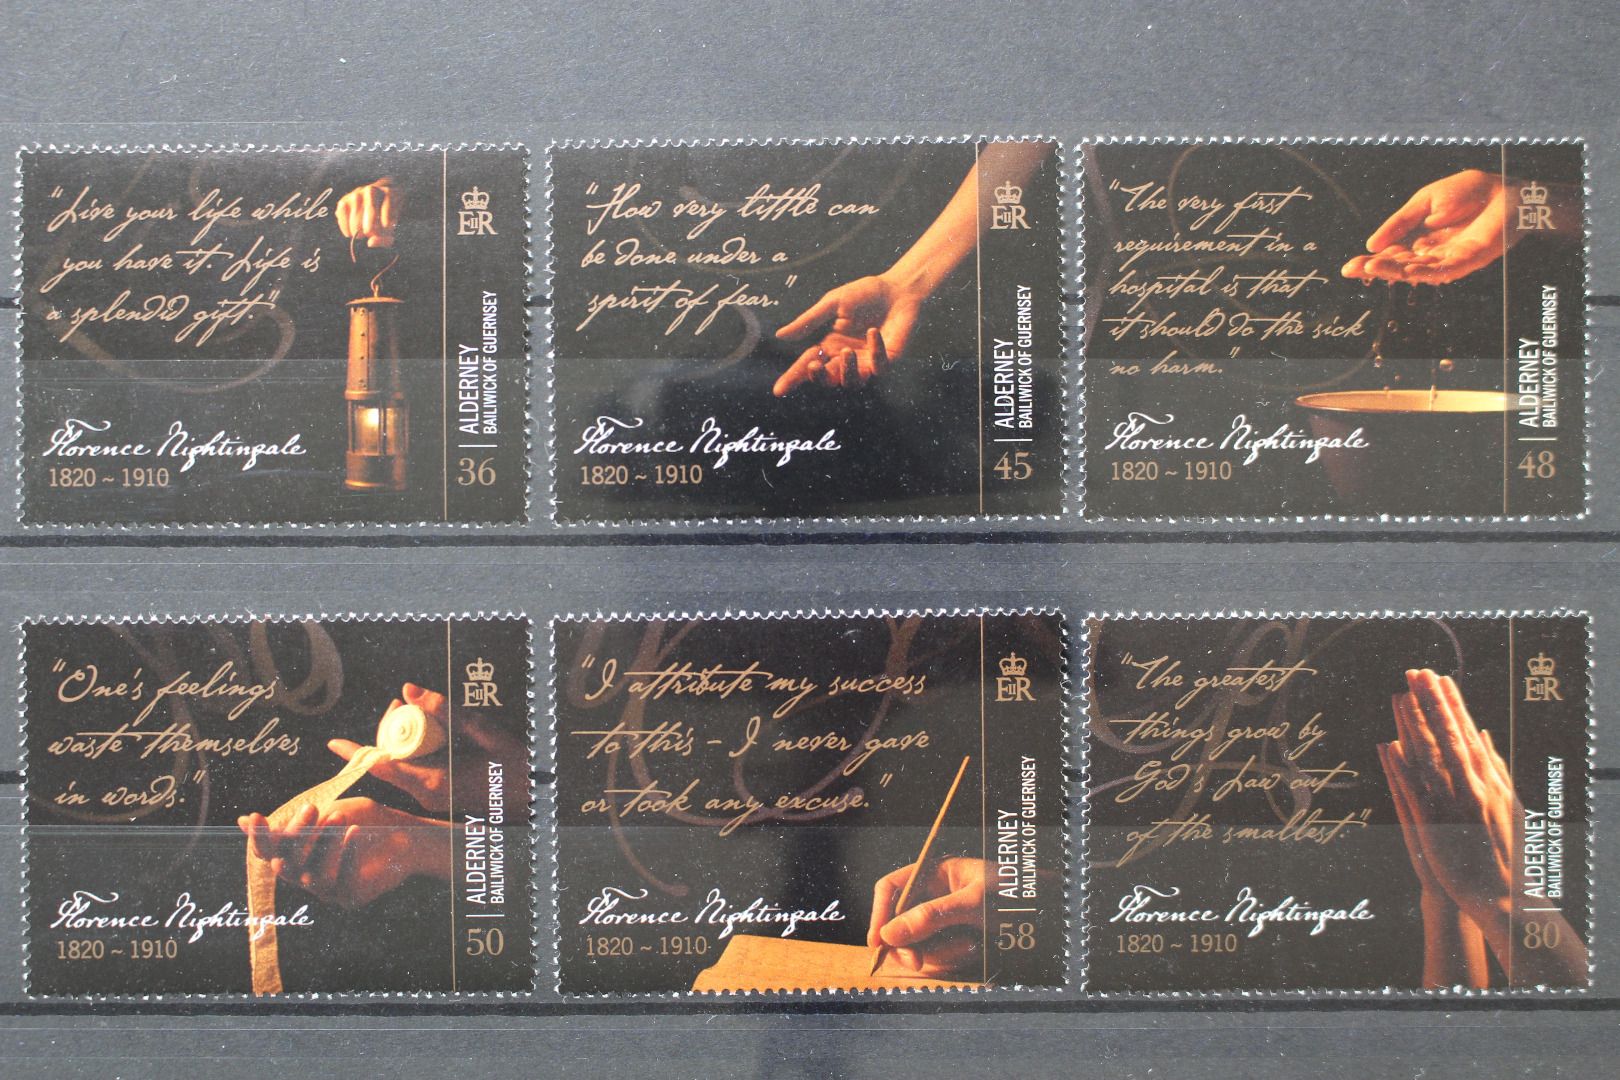 "Live your life while
you have it. Life is
a splendid gift."
Florence Nightingale
1820 ~ 1910
EIIR
ALDERNEY
BAILIWICK OF GUERNSEY
36
"How very little can
be done under a
spirit of fear."
Florence Nightingale
1820 ~ 1910
EIIR
ALDERNEY
BAILIWICK OF GUERNSEY
45
"The very first
requirement in a
hospital is that
it should do the sick
no harm."
Florence Nightingale
1820 ~ 1910
EIIR
ALDERNEY
BAILIWICK OF GUERNSEY
48
"One's feelings
waste themselves
in words."
Florence Nightingale
1820 ~ 1910
EIIR
ALDERNEY
BAILIWICK OF GUERNSEY
50
"I attribute my success
to this - I never gave
or took any excuse."
Florence Nightingale
1820 ~ 1910
EIIR
ALDERNEY
BAILIWICK OF GUERNSEY
58
"The greatest
things grow by
God's Law out
of the smallest."
Florence Nightingale
1820 ~ 1910
EIIR
ALDERNEY
BAILIWICK OF GUERNSEY
80